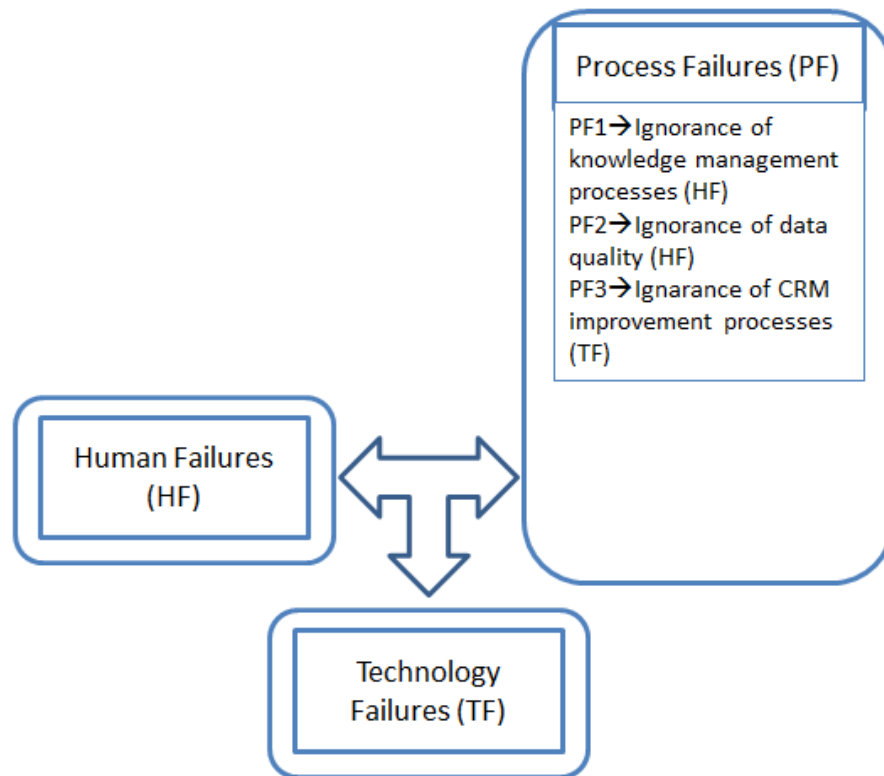 Process Failures (PF)
PF1→Ignorance of
knowledge management
processes (HF)
PF2→Ignorance of data
quality (HF)
PF3→Ignarance of CRM
improvement processes
(TF)
Human Failures
(HF)
Technology
Failures (TF)